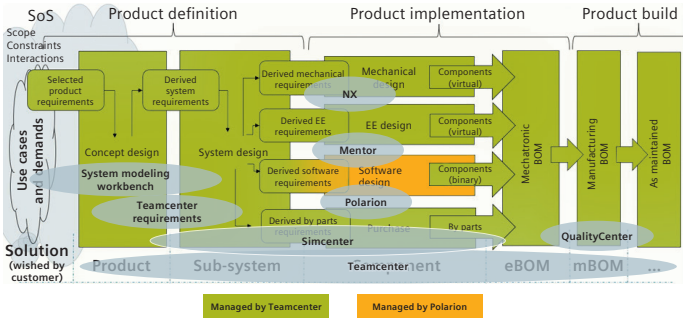 SoS
Product definition
Product implementation
Product build
Scope
Constraints
Interactions
Selected
product
requirements
Derived
system
requirements
Derived mechanical
requirements
Mechanical
design
Components
(virtual)
NX
Derived EE
requirements
EE design
Components
(virtual)
Mentor
Use cases
and demands
Concept design
System design
Derived software
requirements
Software
design
Components
(binary)
Polarion
System modeling
workbench
Teamcenter
requirements
Derived by parts
requirements
Purchase
By parts
Simcenter
Mechatronic
BOM
Manufacturing
BOM
As maintained
BOM
QualityCenter
Solution
(wished by
customer)
Product
Sub-system
Component
eBOM
mBOM
...
Teamcenter
Managed by Teamcenter
Managed by Polarion